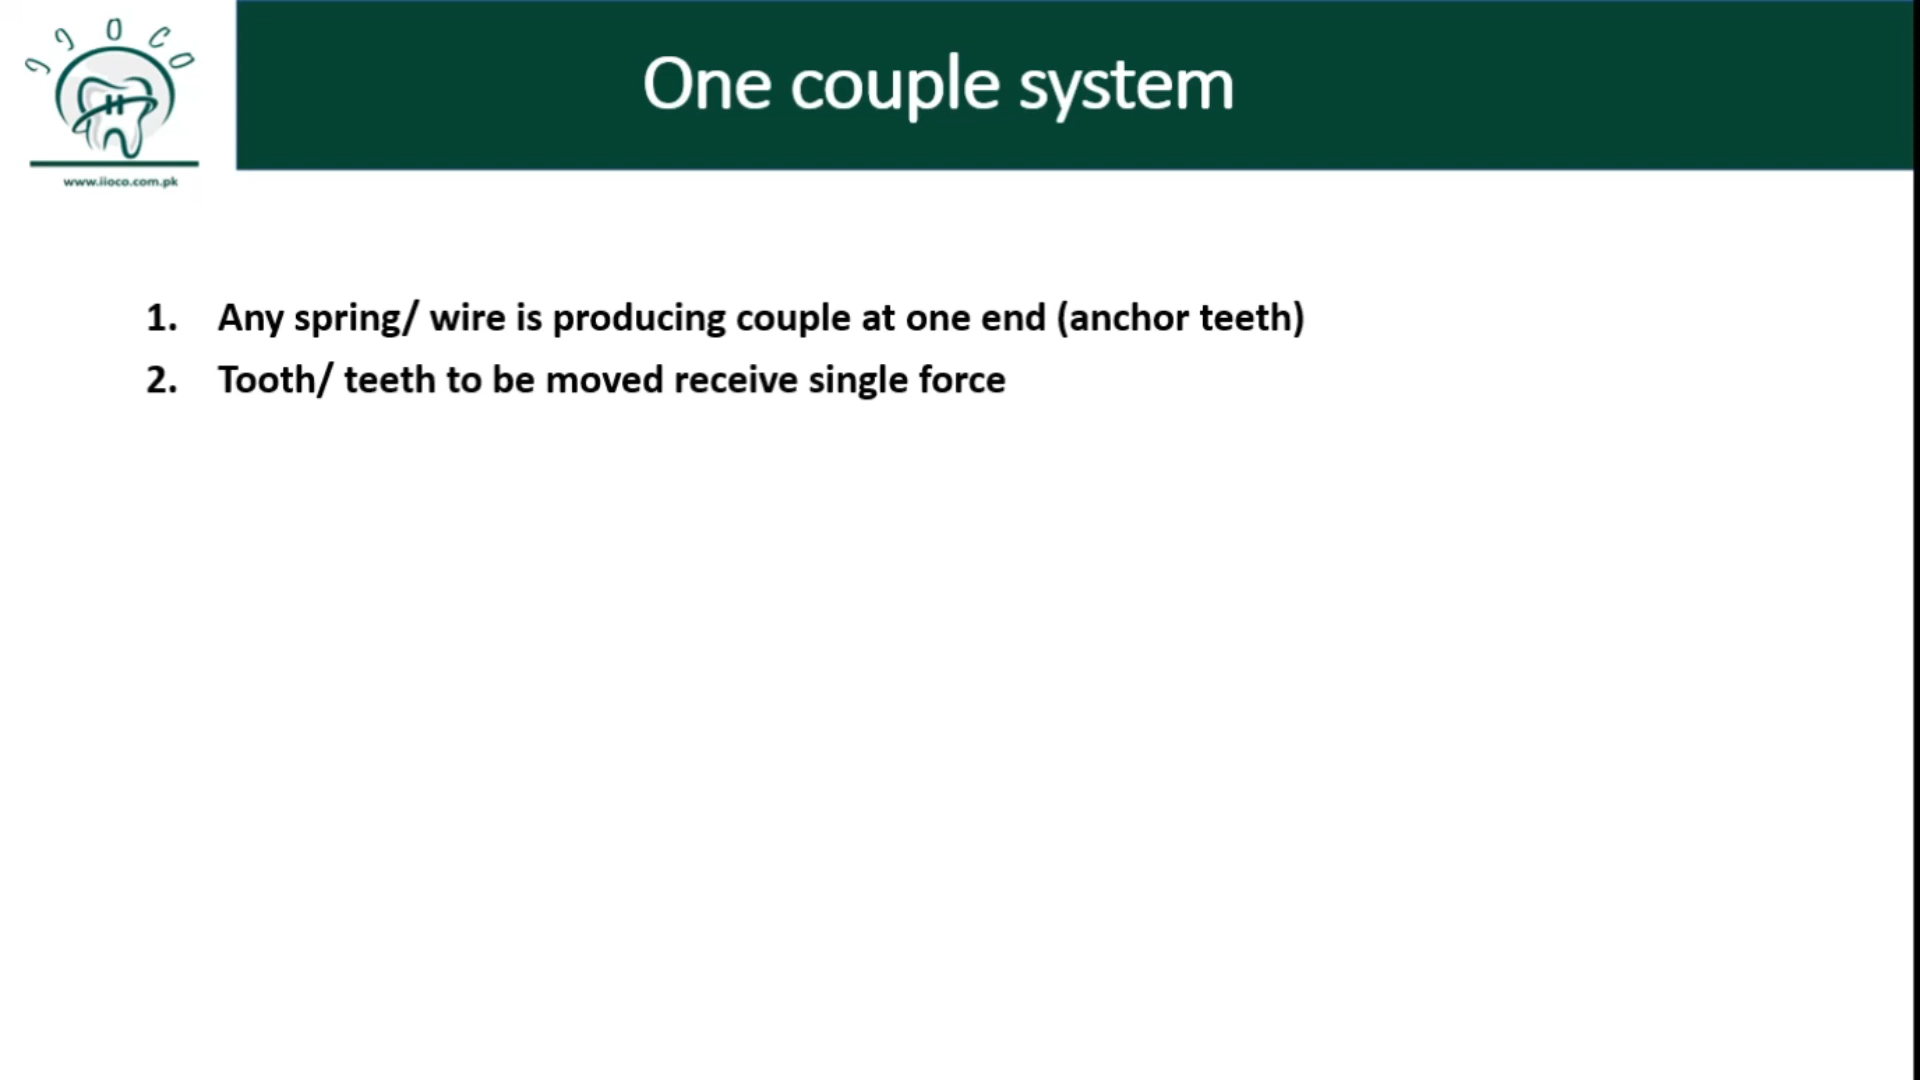 IIOCO
www.iioco.com.pk
One couple system
1. Any spring/ wire is producing couple at one end (anchor teeth)
2. Tooth/ teeth to be moved receive single force